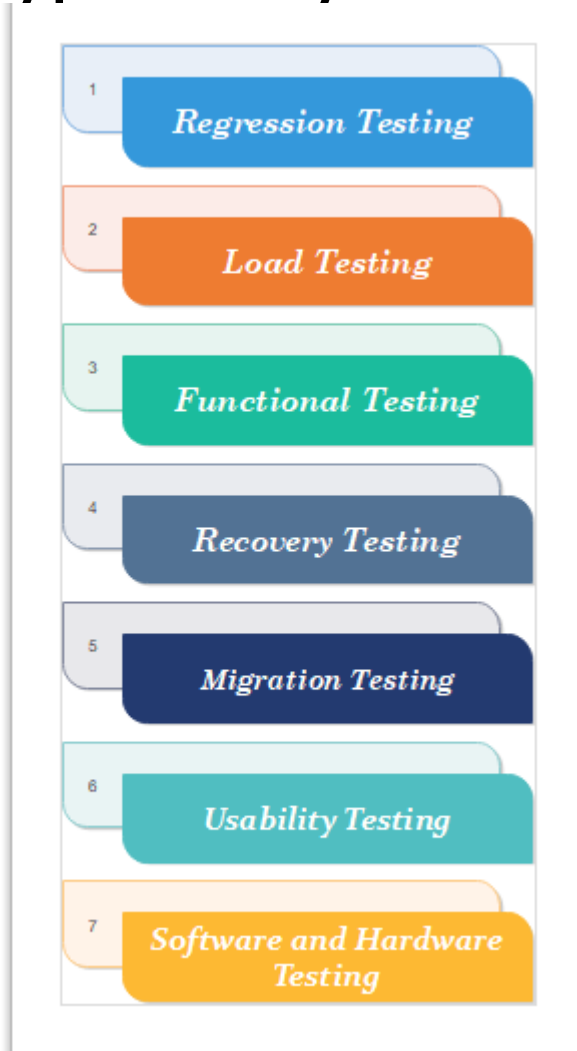 1
Regression Testing
2
Load Testing
3
Functional Testing
4
Recovery Testing
5
Migration Testing
6
Usability Testing
7
Software and Hardware
Testing